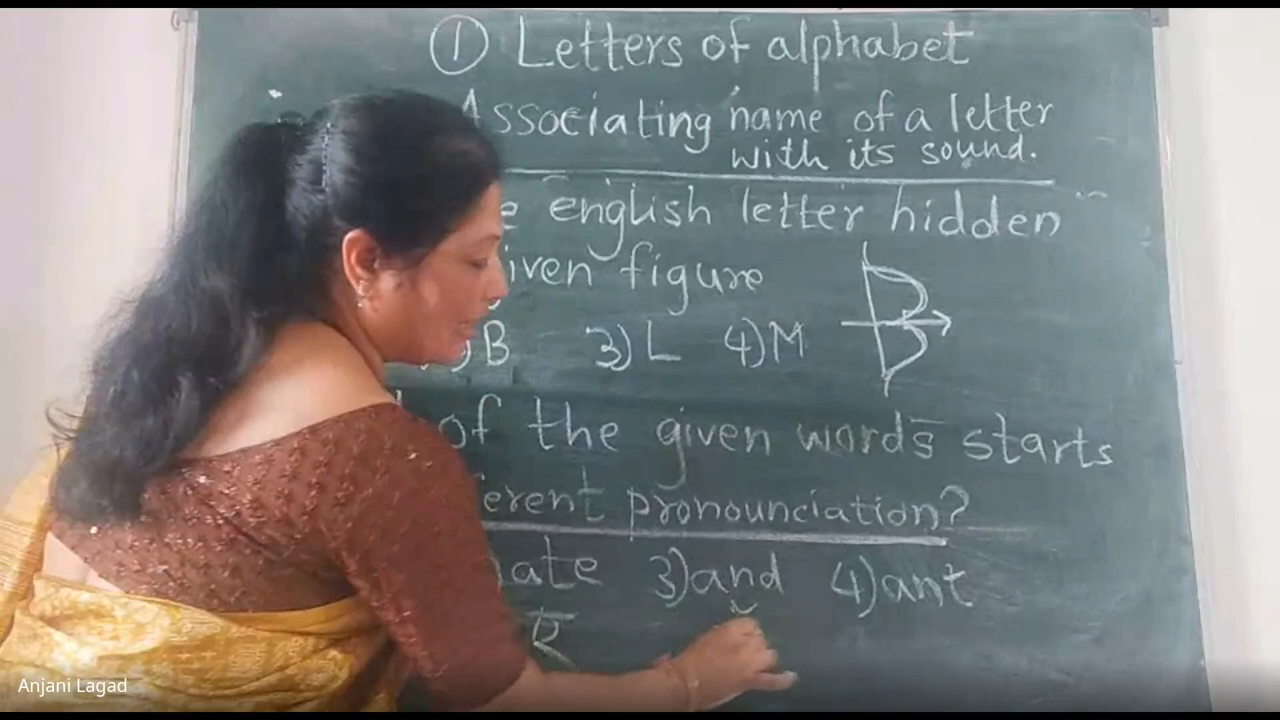 ① Letters of alphabet
Associating name of a letter
with its sound.
english letter hidden
figure
B 3) L 4) M
of the given words starts
pronounciation?
ate 3) and 4) ant
ए
Anjani Lagad